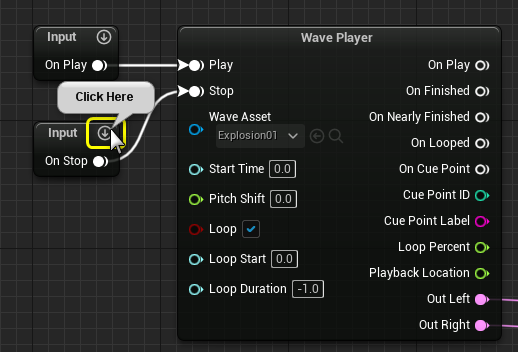 Input
On Play
Click Here
Input
On Stop
Wave Player
Play
On Play
Stop
On Finished
Wave Asset
On Nearly Finished
Explosion01
On Looped
Start Time 0.0
On Cue Point
Pitch Shift 0.0
Cue Point ID
Loop
Cue Point Label
Loop Start 0.0
Loop Percent
Loop Duration -1.0
Playback Location
Out Left
Out Right